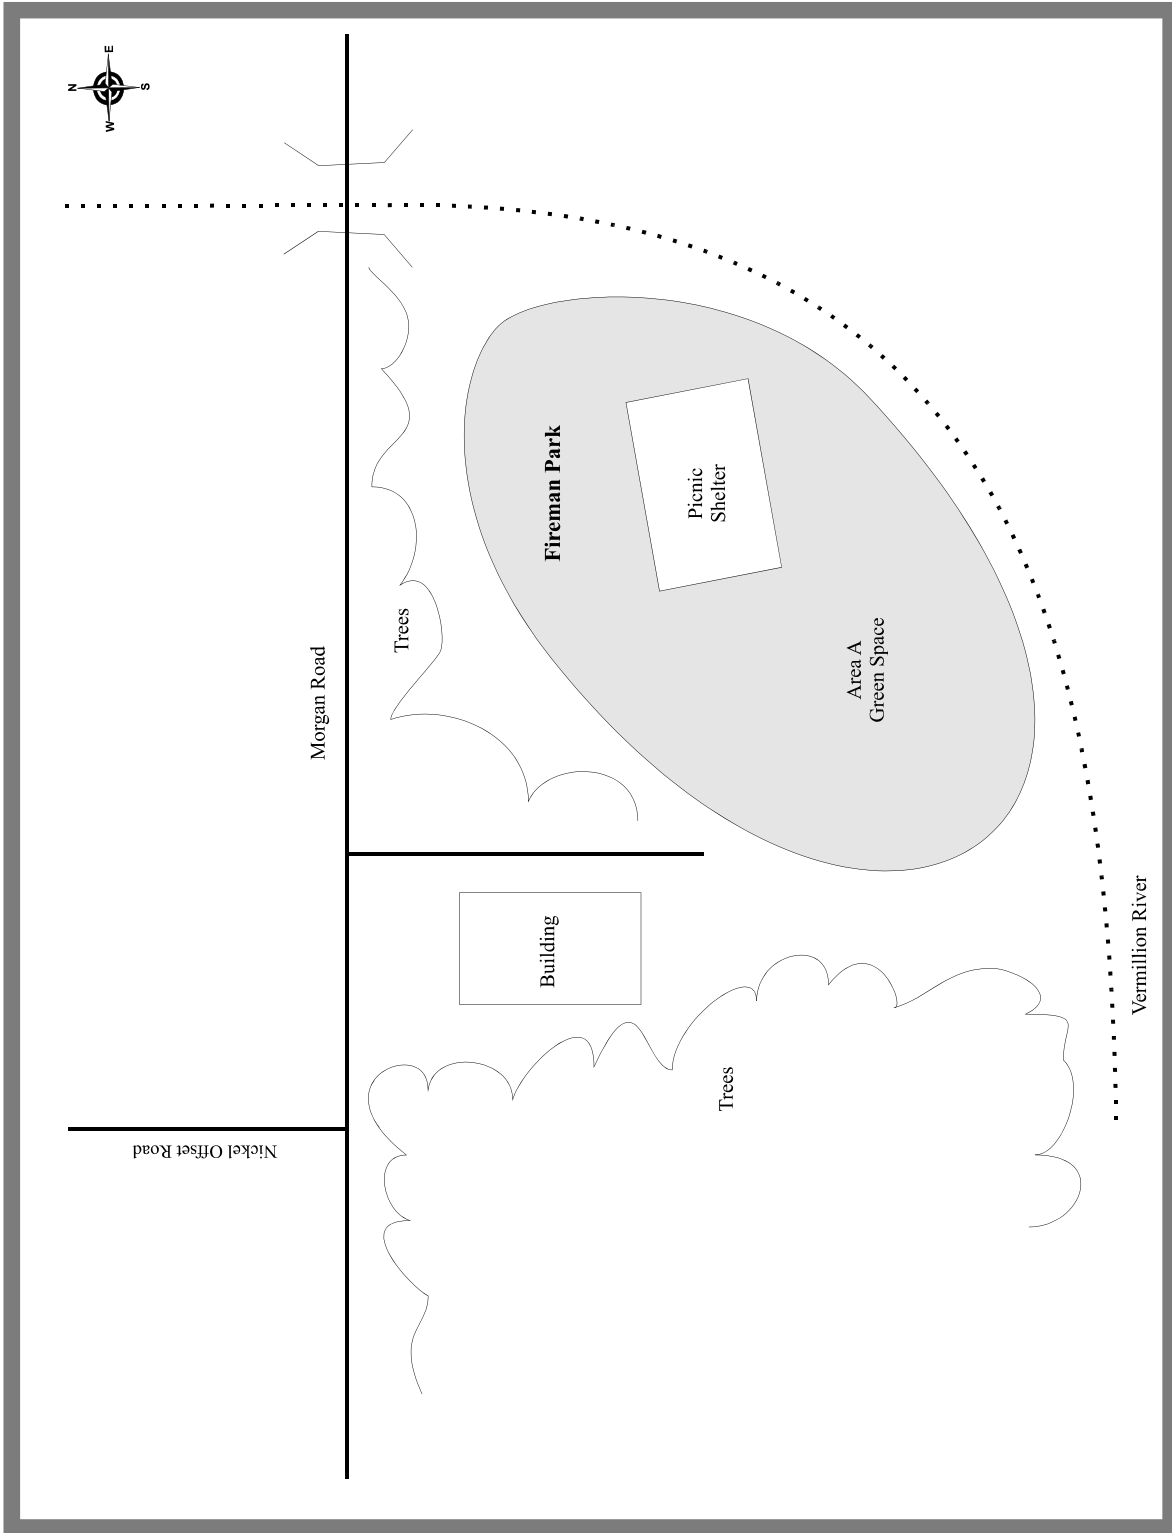 N
E
S
W
Morgan Road
Nickel Offset Road
Trees
Fireman Park
Picnic
Shelter
Area A
Green Space
Building
Trees
Vermillion River